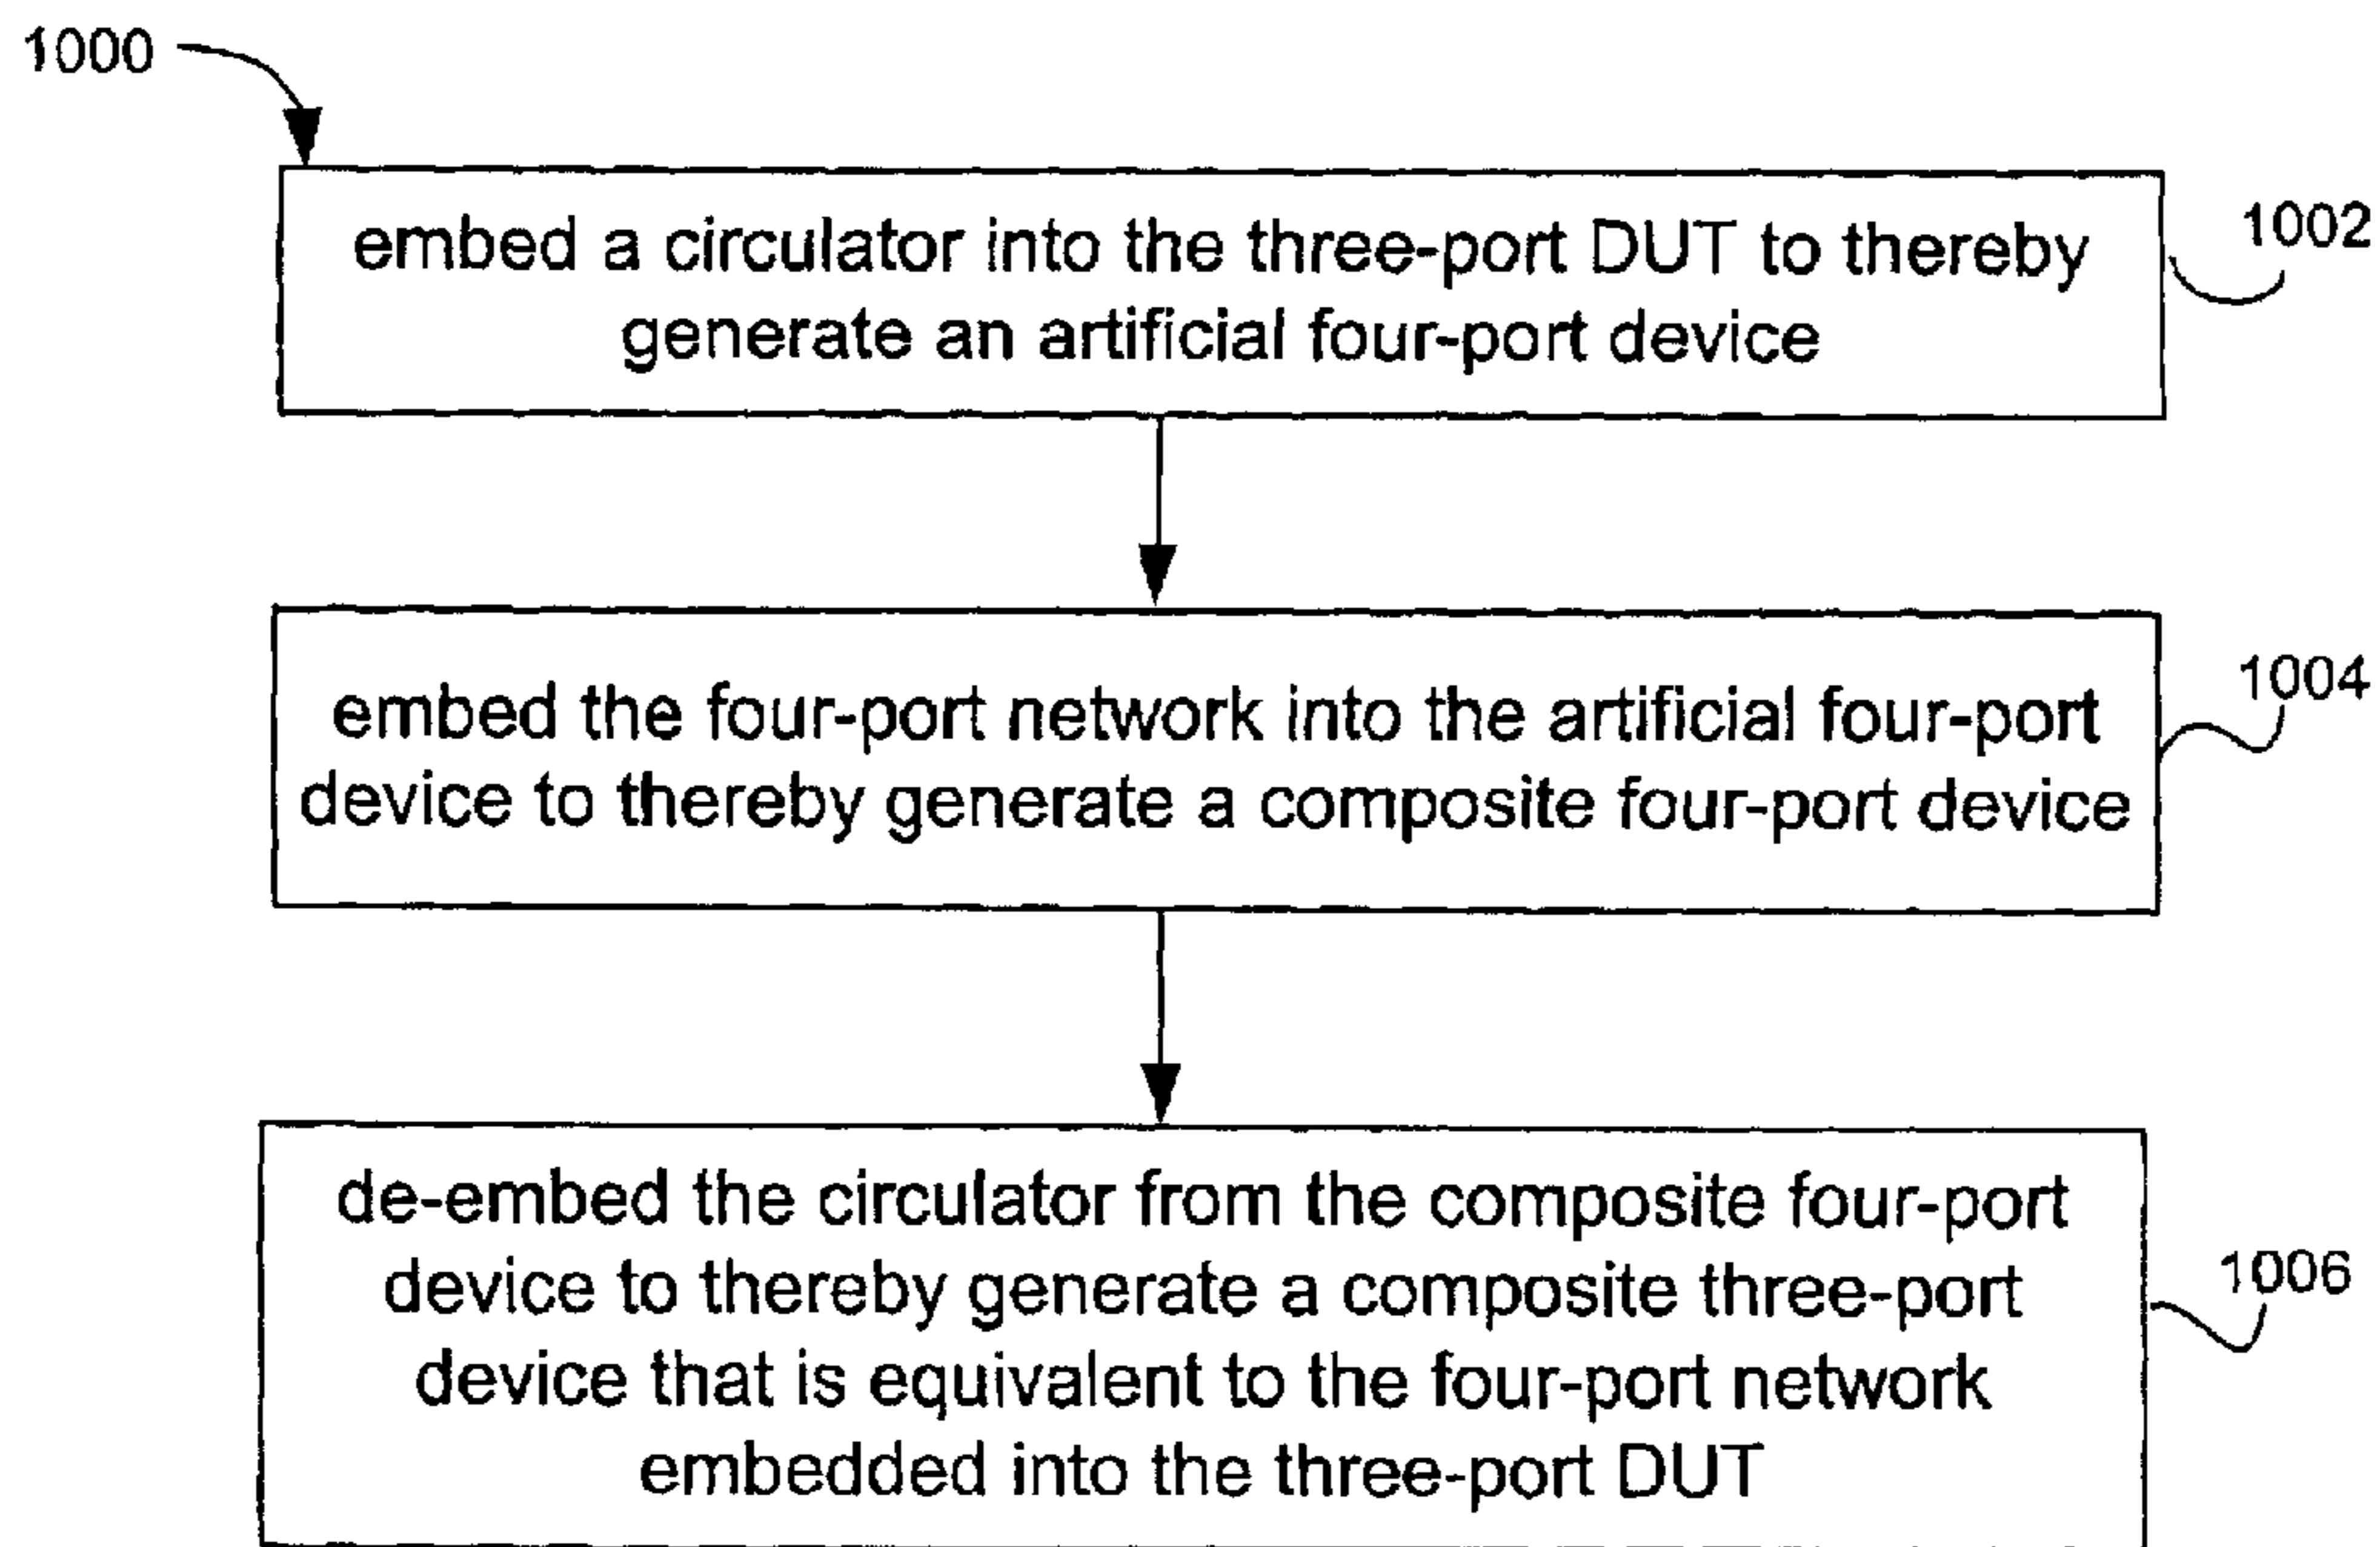 1000
embed a circulator into the three-port DUT to thereby
generate an artificial four-port device
1002
embed the four-port network into the artificial four-port
device to thereby generate a composite four-port device
1004
de-embed the circulator from the composite four-port
device to thereby generate a composite three-port
device that is equivalent to the four-port network
embedded into the three-port DUT
1006